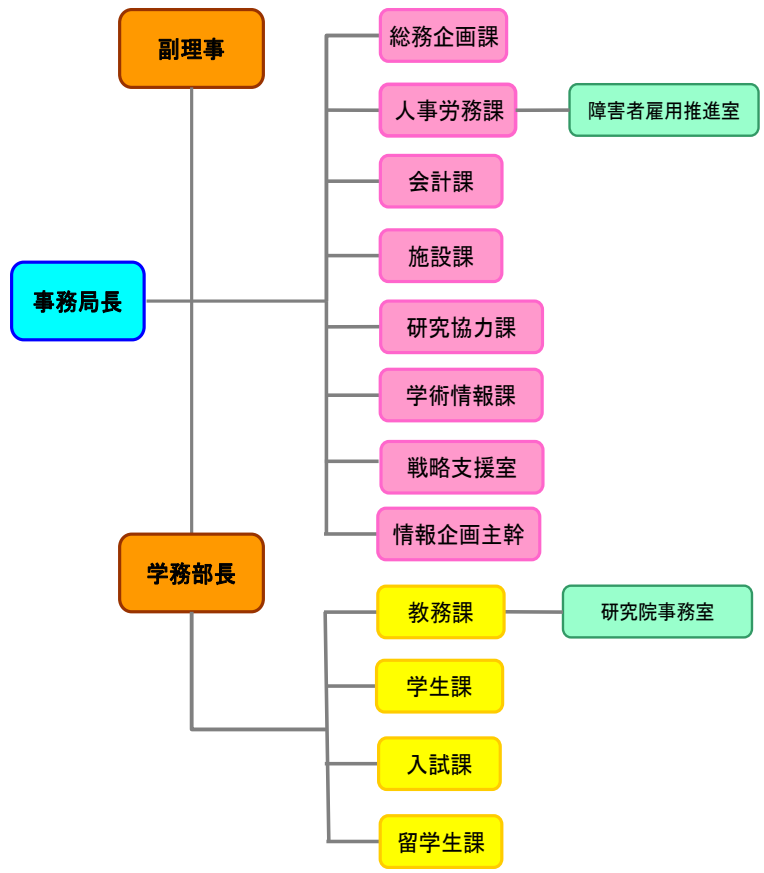 副理事
総務企画課
人事労務課
障害者雇用推進室
会計課
施設課
事務局長
研究協力課
学術情報課
戦略支援室
情報企画主幹
学務部長
教務課
研究院事務室
学生課
入試課
留学生課